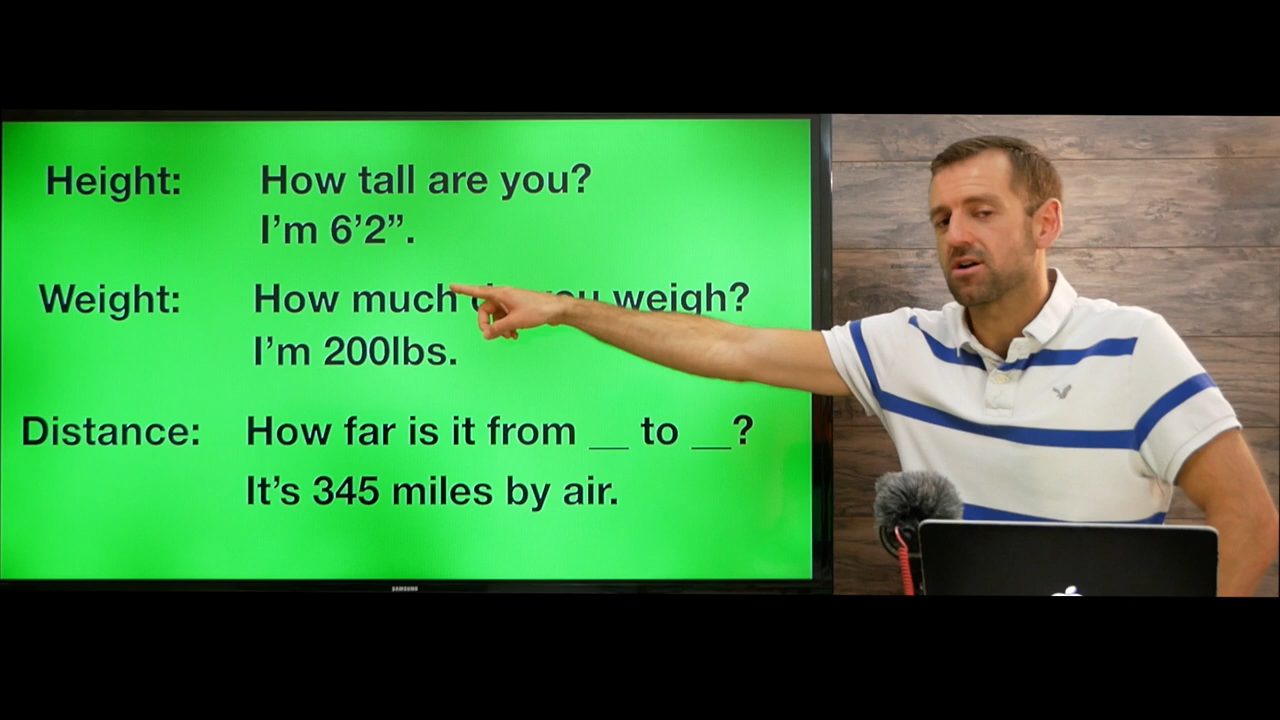 Height: How tall are you?
I'm 6'2”.
Weight: How much you weigh?
I'm 200lbs.
Distance: How far is it from __ to __?
It's 345 miles by air.
SAMSUNG